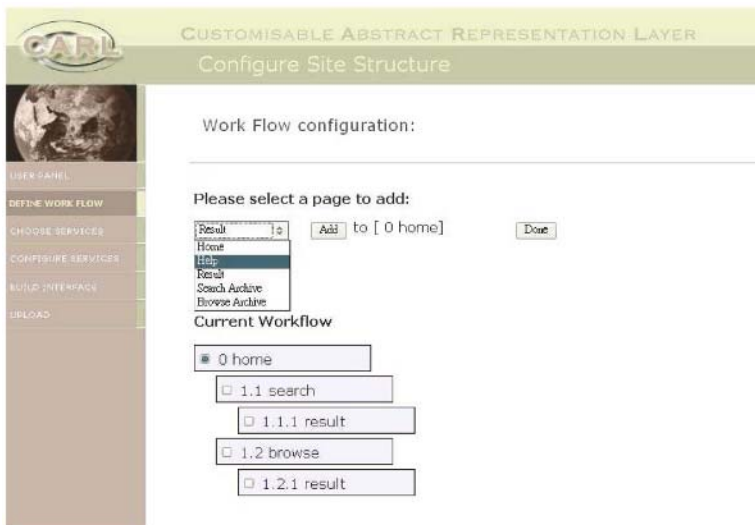 CARL
CUSTOMISABLE ABSTRACT REPRESENTATION LAYER
Configure Site Structure
USER PANEL
DEFINE WORK FLOW
CHOOSE SERVICES
CONFIGURE SERVICES
BUILD INTERFACE
UPLOAD
Work Flow configuration:
Please select a page to add:
Result Add to [ 0 home] Done
Home
Help
Result
Search Archive
Browse Archive
Current Workflow
0 home
1.1 search
1.1.1 result
1.2 browse
1.2.1 result